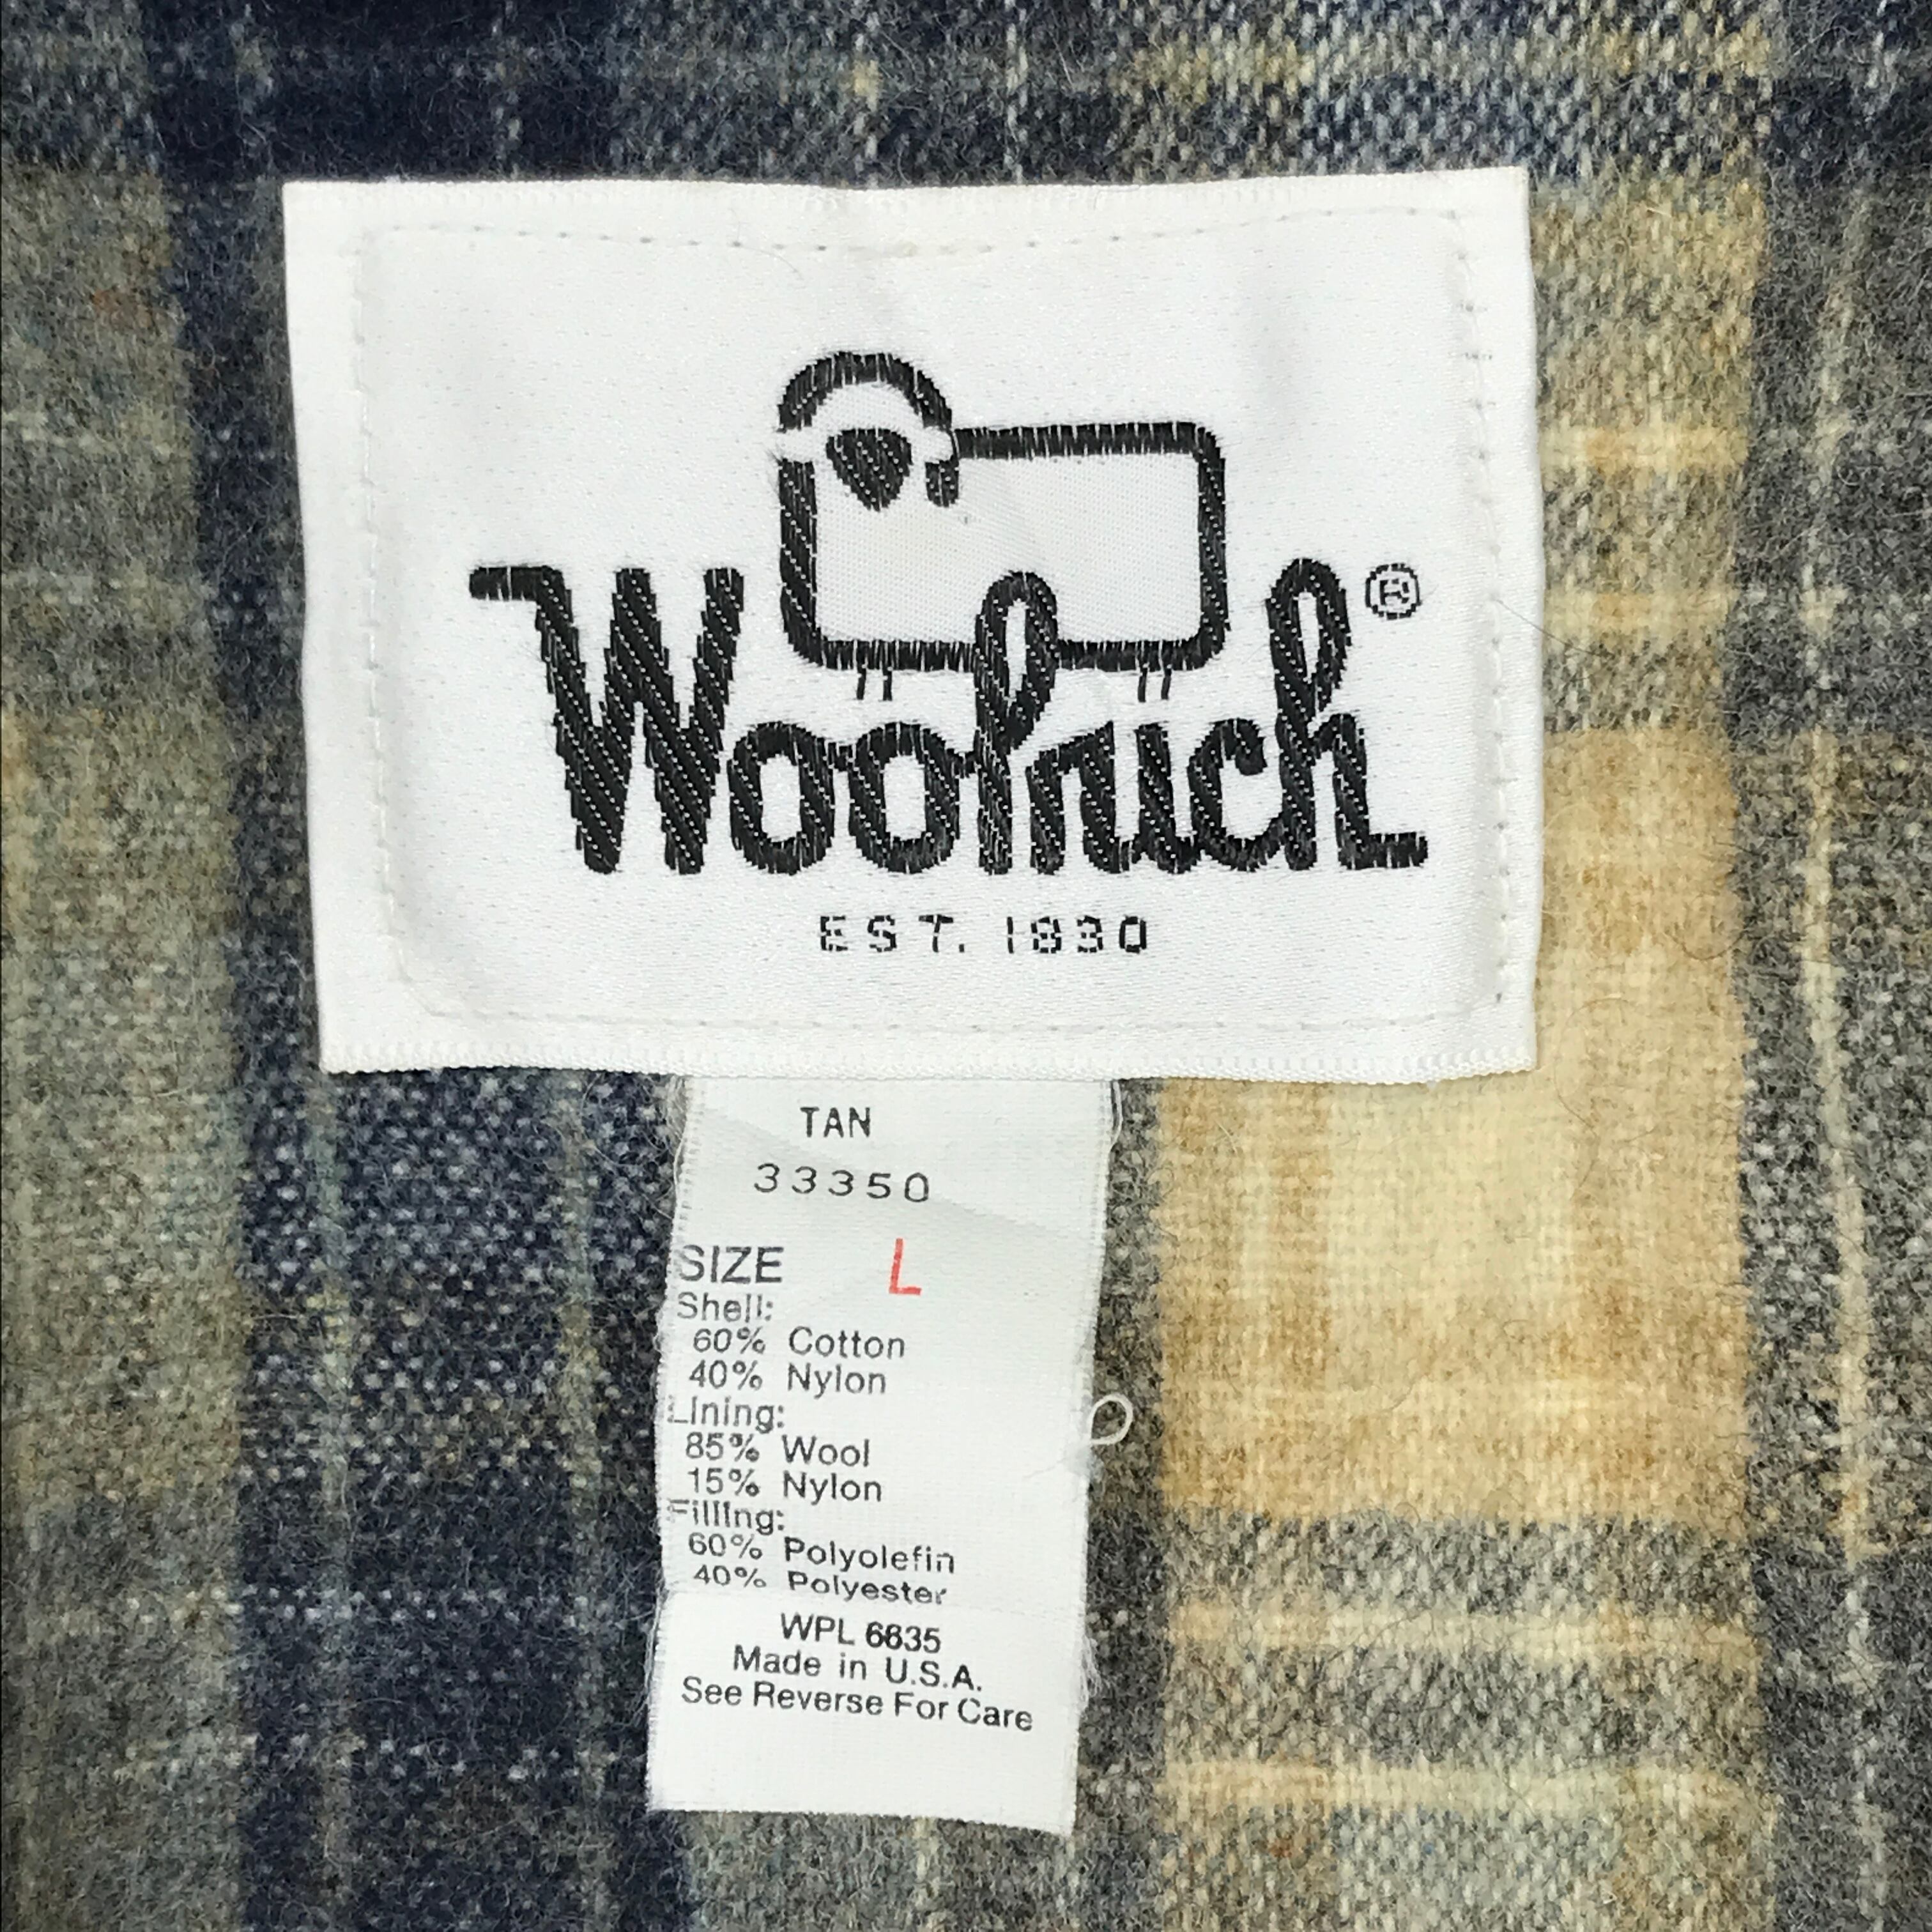 Woolrich®
EST. 1830
TAN
33350
SIZE L
Shell:
60% Cotton
40% Nylon
Lining:
85% Wool
15% Nylon
Filling:
60% Polyolefin
40% Polyester
WPL 6635
Made in U.S.A.
See Reverse For Care